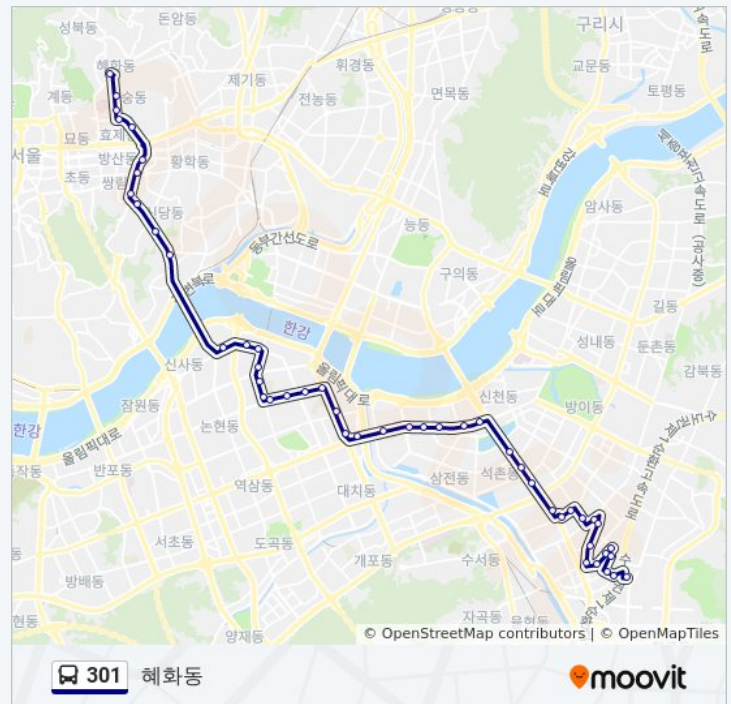 성북동
돈암동
구리시
혜화동
휘경동
교문동
제기동
계동
숭동
전농동
면목동
토평동
묘동
효제
서울
방산동
황학동
초동
쌍림
암사동
식당동
능동
동부간선도로
구의동
길동
한강
성내동
둔촌동
신사동
올림픽대로
감북동
잠원동
신천동
방이동
논현동
한강
올림픽대로
반포동
삼전동
석촌동
역삼동
대치동
서초동
도곡동
개포동
수서동
방배동
자곡동
양재동
© OpenStreetMap contributors | © OpenMapTiles
301 혜화동
moovit